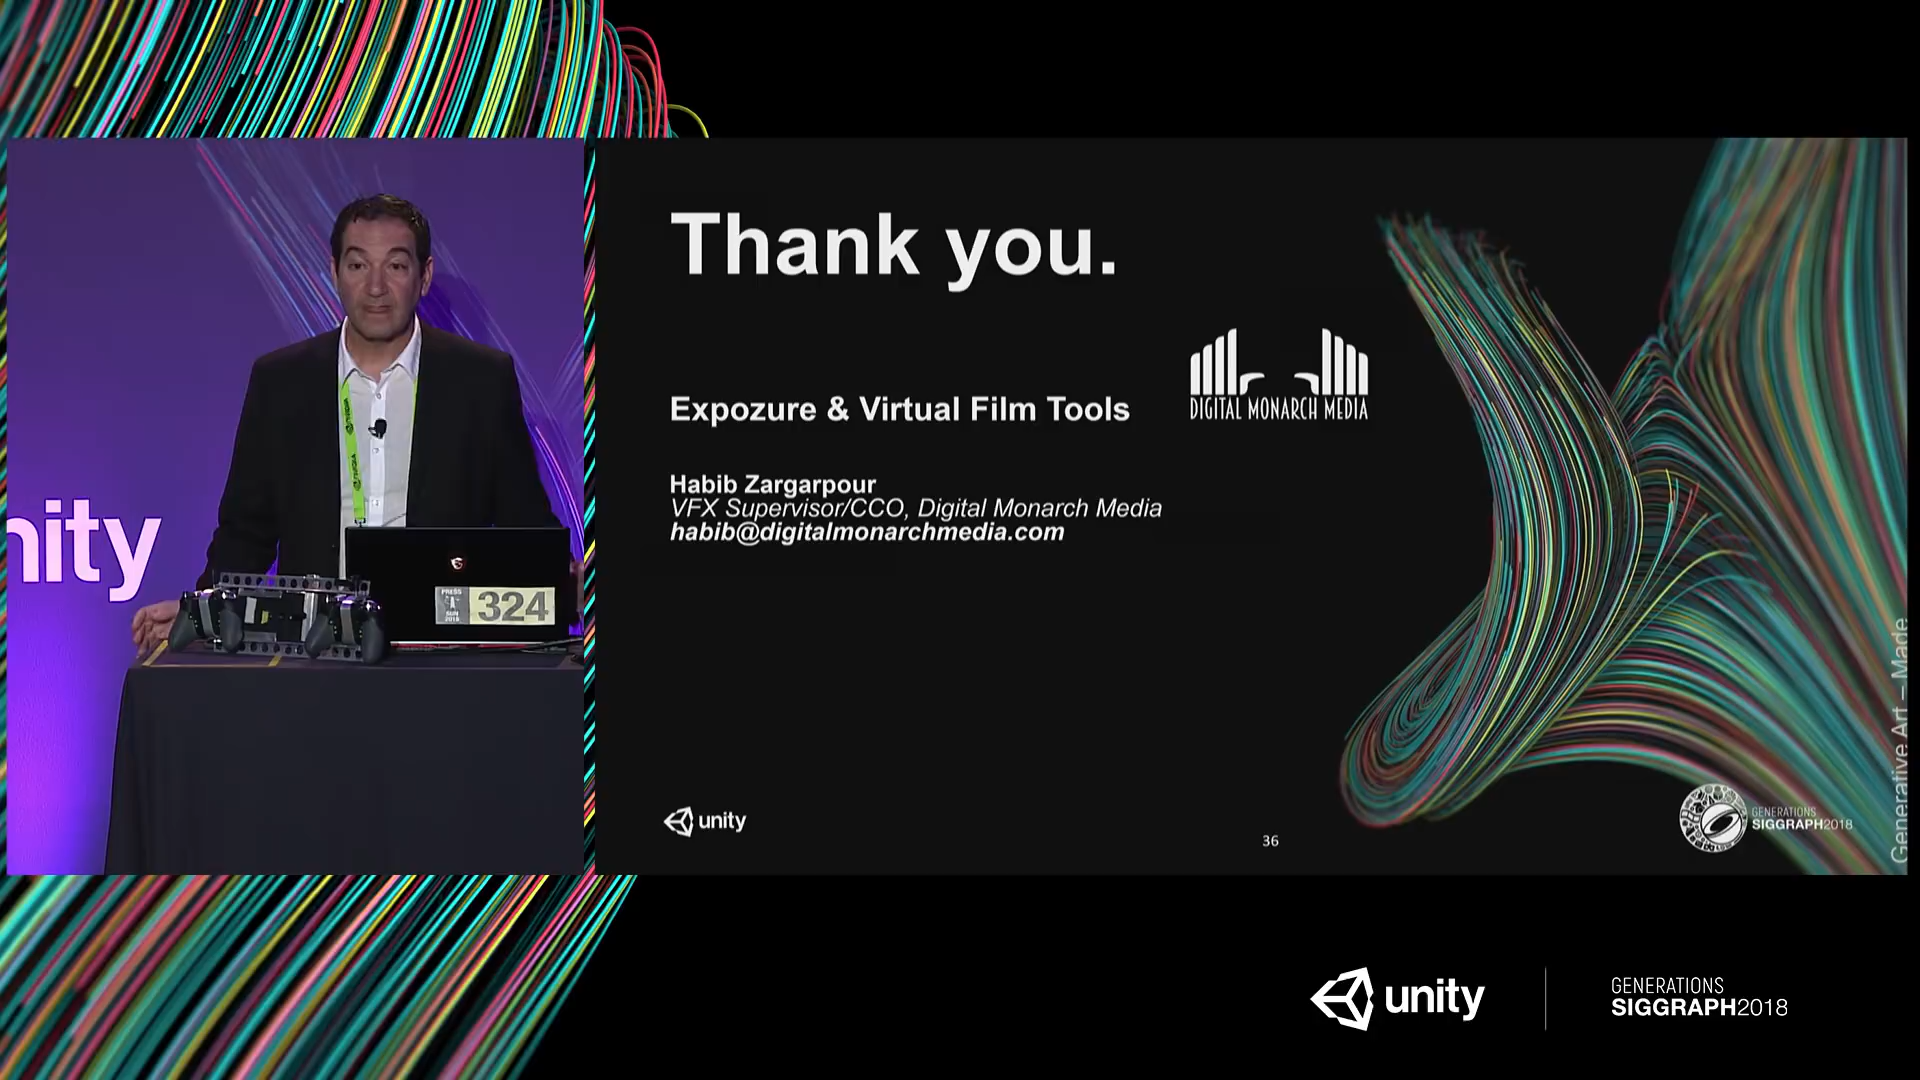 Thank you.
Expozure & Virtual Film Tools
DIGITAL MONARCH MEDIA
Habib Zargarpour
VFX Supervisor/CCO, Digital Monarch Media
habib@digitalmonarchmedia.com
nity
PRESS
324
unity
36
GENERATIONS
SIGGRAPH2018
Generative Art – Made
unity
GENERATIONS
SIGGRAPH2018